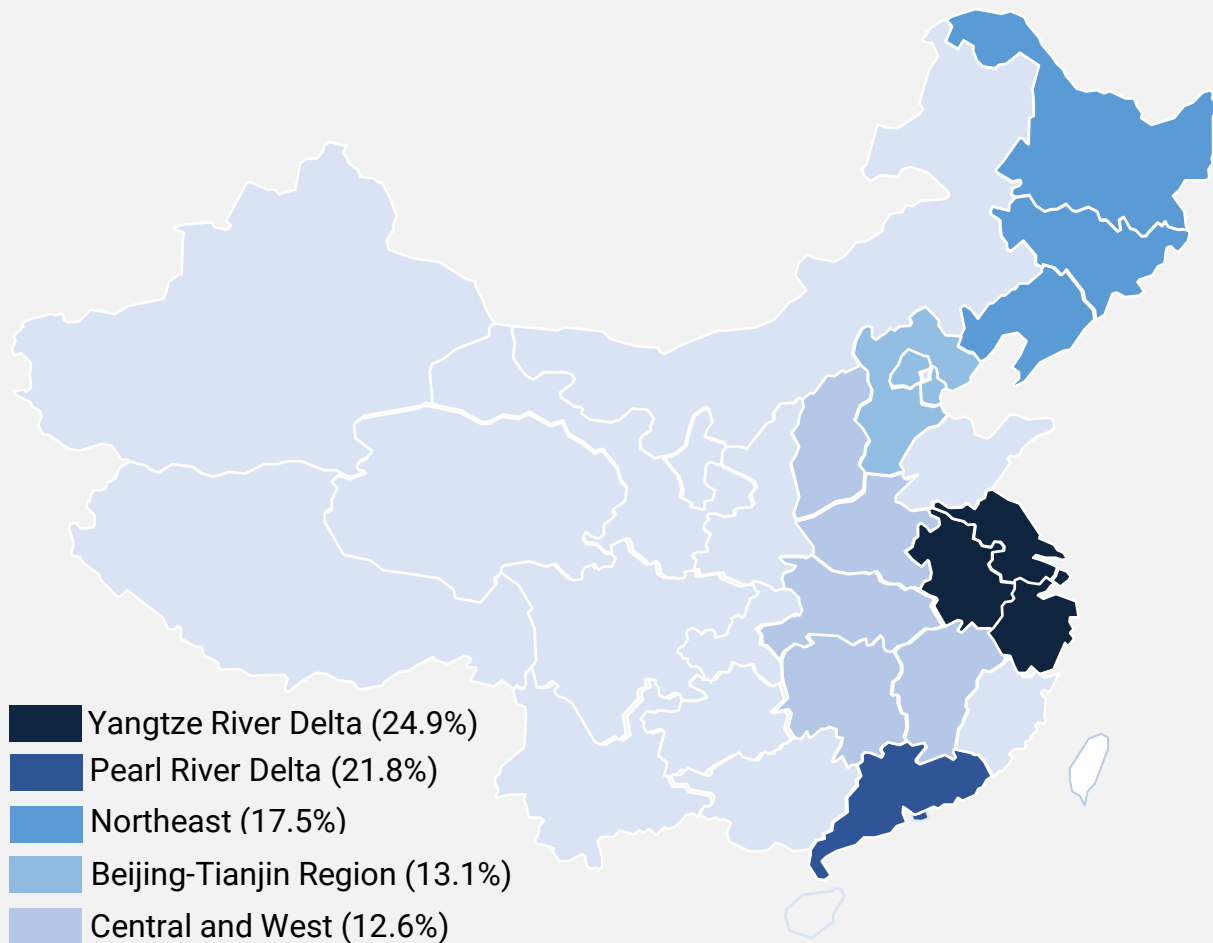 Yangtze River Delta (24.9%)
Pearl River Delta (21.8%)
Northeast (17.5%)
Beijing-Tianjin Region (13.1%)
Central and West (12.6%)